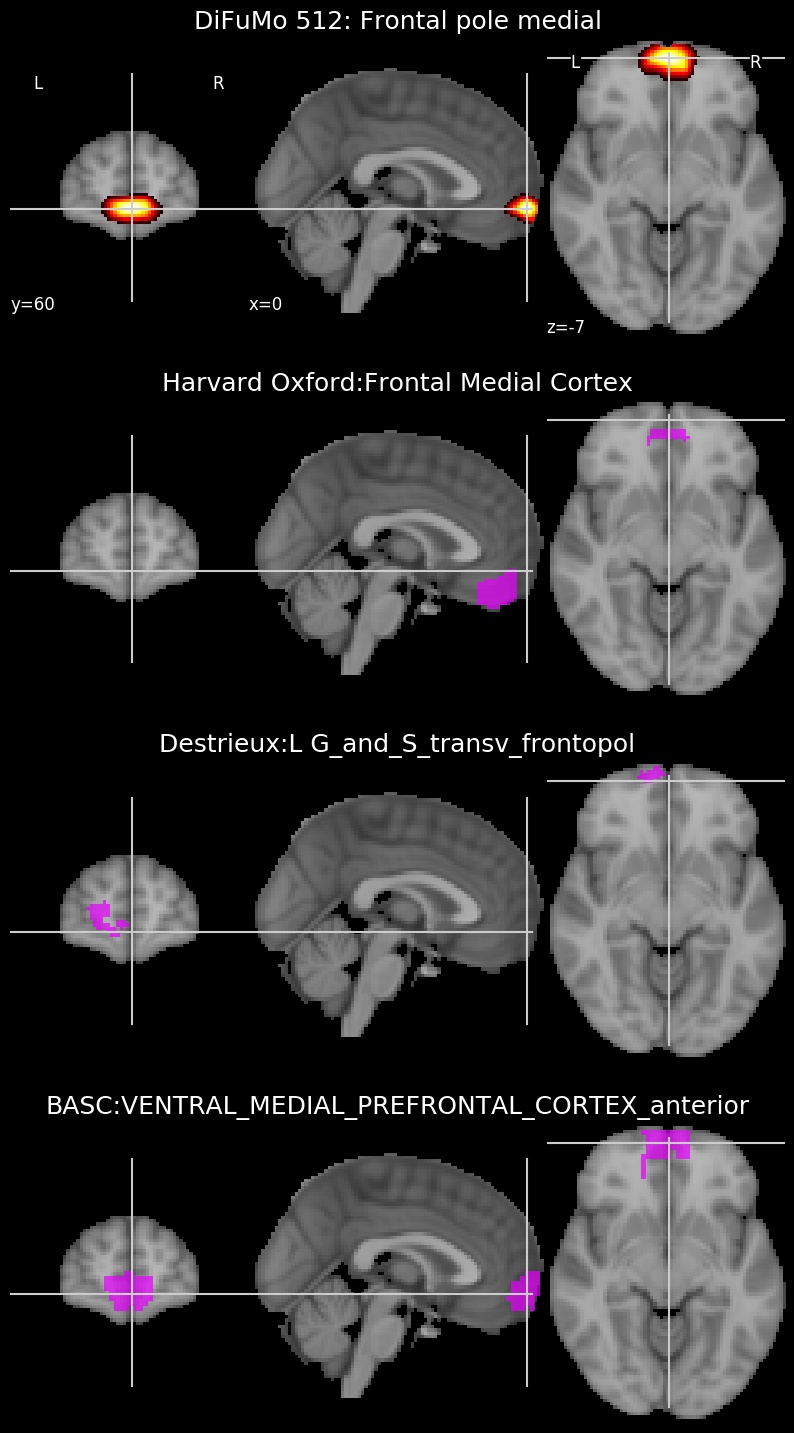 DiFuMo 512: Frontal pole medial
L R
L R
y=60 x=0 z=-7
Harvard Oxford:Frontal Medial Cortex
Destrieux:L G_and_S_transv_frontopol
BASC:VENTRAL_MEDIAL_PREFRONTAL_CORTEX_anterior